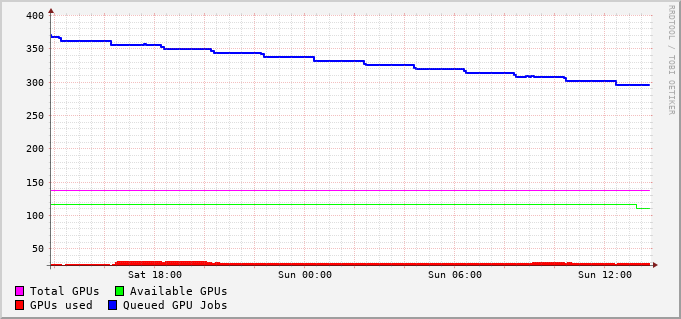 400
350
300
250
200
150
100
50
Sat 18:00 Sun 00:00 Sun 06:00 Sun 12:00
Total GPUs Available GPUs
GPUs used Queued GPU Jobs
RRDTOOL / TOBI OETIKER